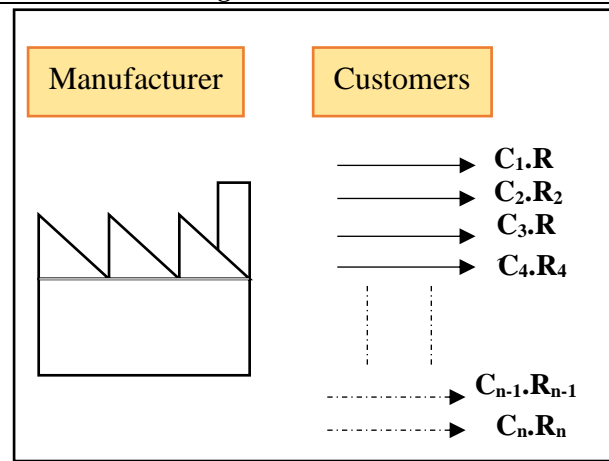 Manufacturer
Customers
C₁.R
C₂.R₂
C₃.R
C₄.R₄
Cₙ₋₁.Rₙ₋₁
Cₙ.Rₙ